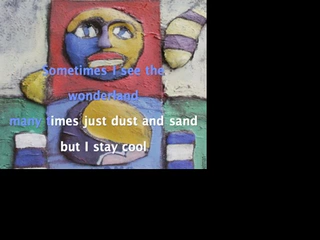 Sometimes I see the
wonderland
many times just dust and sand
but I stay cool